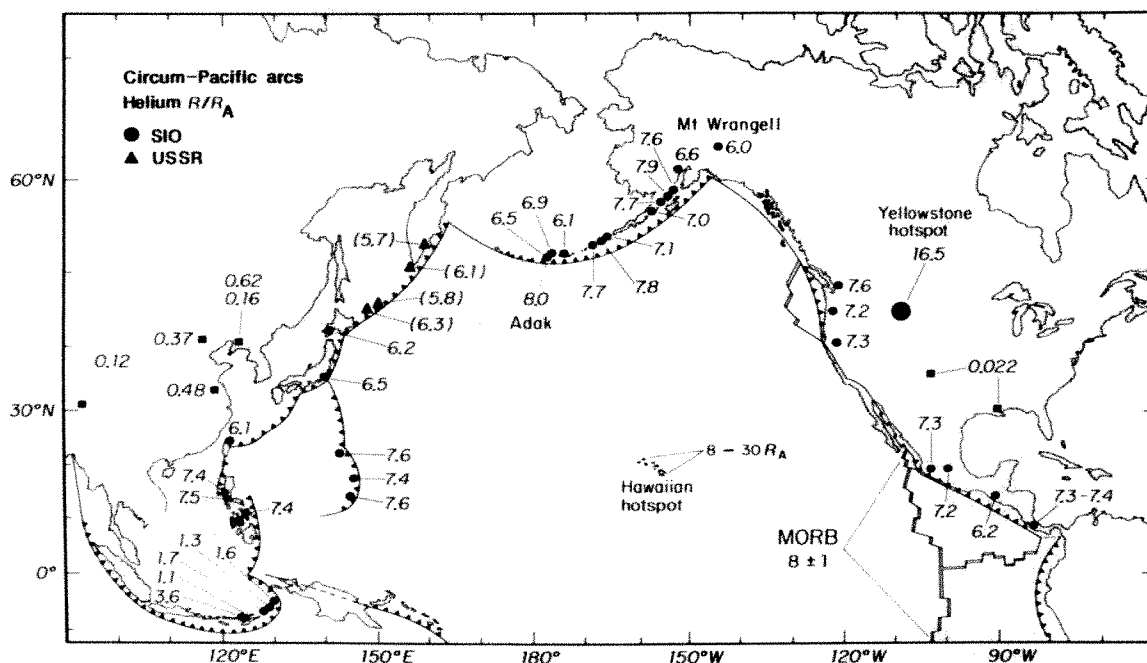 Circum-Pacific arcs
Helium R/RA
SIO
USSR
Mt Wrangell
7.6
6.6
6.0
7.9
7.7
7.0
6.9
6.5
6.1
7.1
7.8
7.7
8.0
Adak
60°N
(5.7)
(6.1)
(5.8)
(6.3)
6.2
6.5
Yellowstone
hotspot
16.5
7.6
7.2
7.3
0.62
0.16
0.37
0.12
0.48
0.022
30°N
6.1
7.6
7.4
7.6
7.4
7.5
7.4
8 – 30 RA
Hawaiian
hotspot
7.3
7.2
6.2
7.3 - 7.4
MORB
8 ± 1
1.3
1.6
1.7
1.1
3.6
0°
120°E
150°E
180°
150°W
120°W
90°W